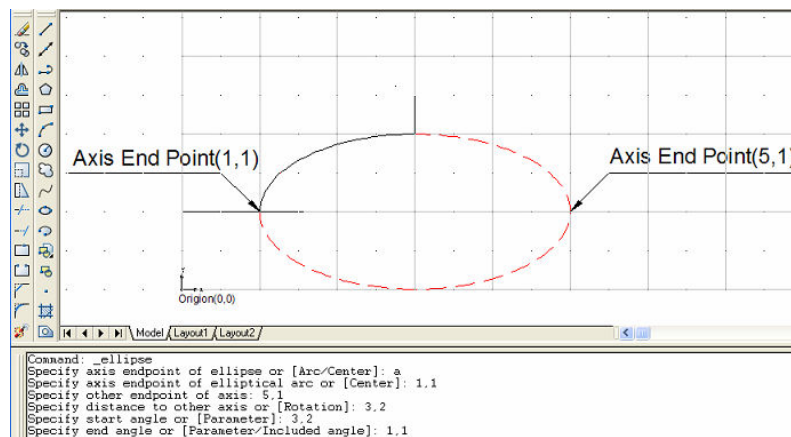 Axis End Point(1,1)
Axis End Point(5,1)
Origion(0,0)
Model Layout1 Layout2
Command: _ellipse
Specify axis endpoint of ellipse or [Arc/Center]: a
Specify axis endpoint of elliptical arc or [Center]: 1,1
Specify other endpoint of axis: 5,1
Specify distance to other axis or [Rotation]: 3,2
Specify start angle or [Parameter]: 3,2
Specify end angle or [Parameter/Included angle]: 1,1